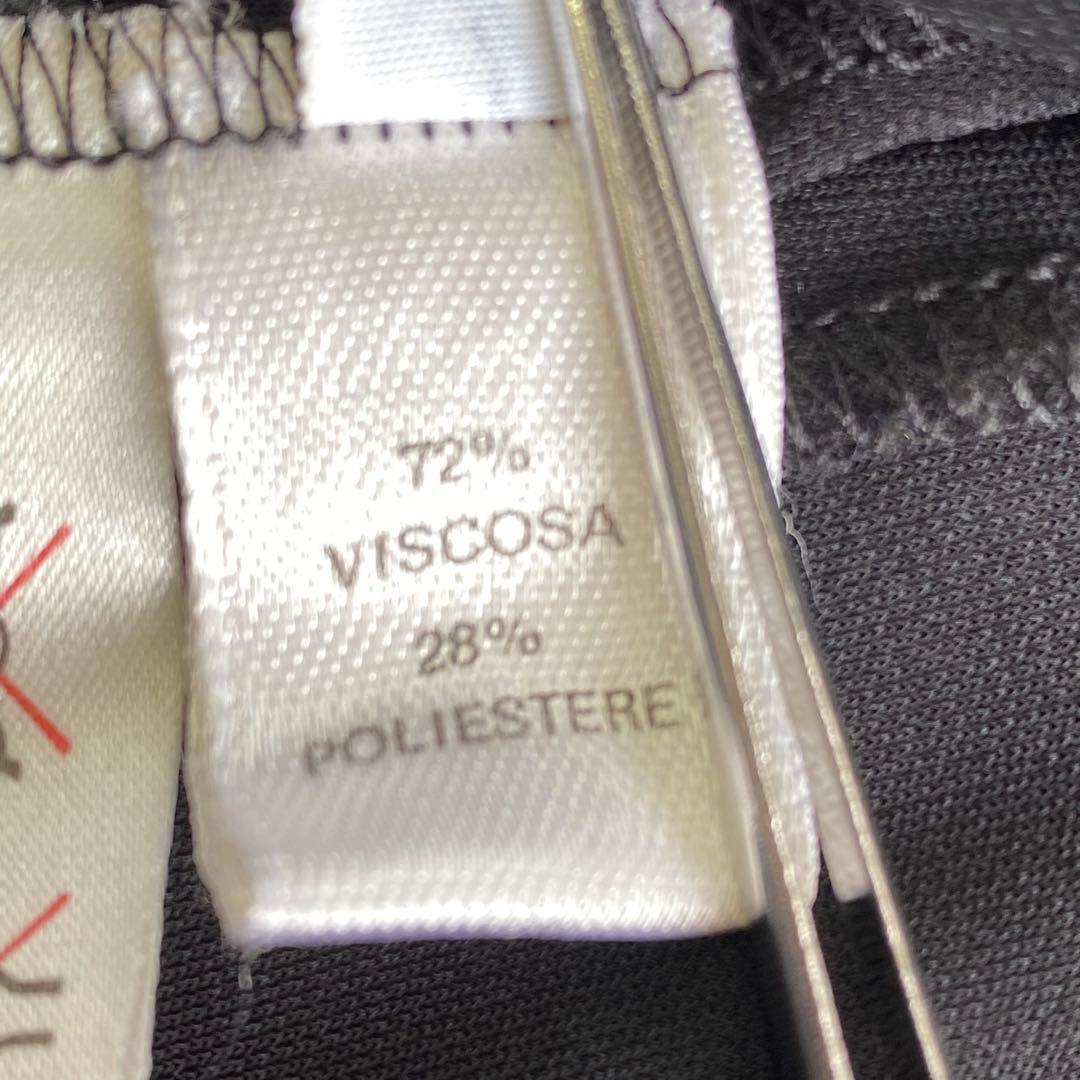 72%
VISCOSA
28%
POLIESTERE